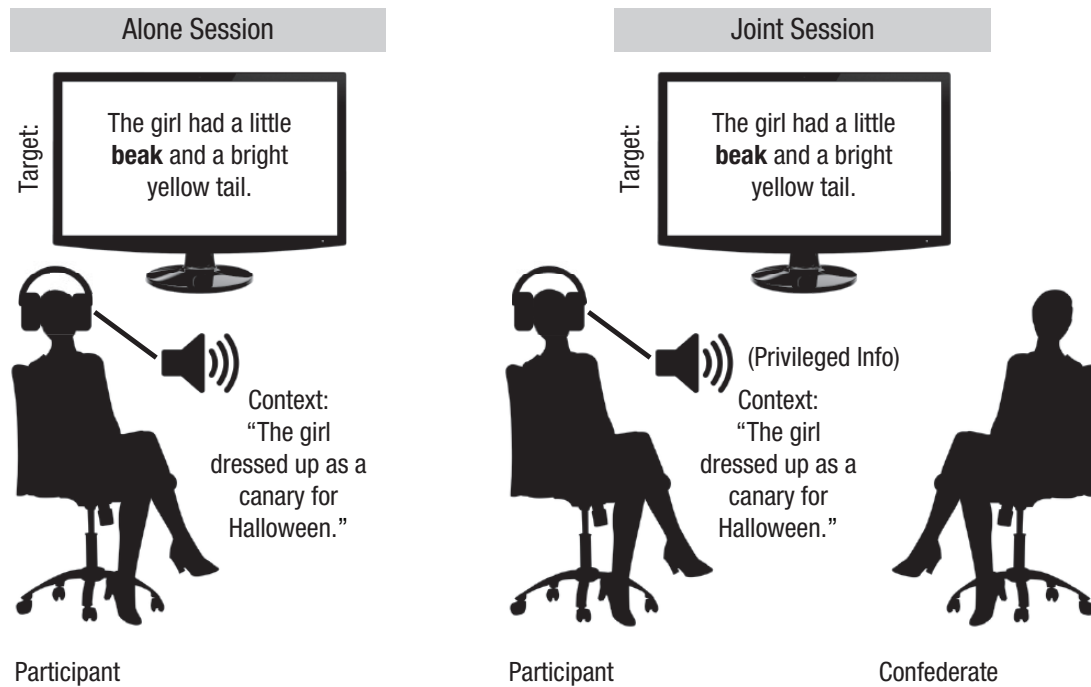 Alone Session
Target:
The girl had a little
beak and a bright
yellow tail.
Context:
“The girl
dressed up as a
canary for
Halloween.”
Participant
Joint Session
Target:
The girl had a little
beak and a bright
yellow tail.
(Privileged Info)
Context:
“The girl
dressed up as a
canary for
Halloween.”
Participant
Confederate